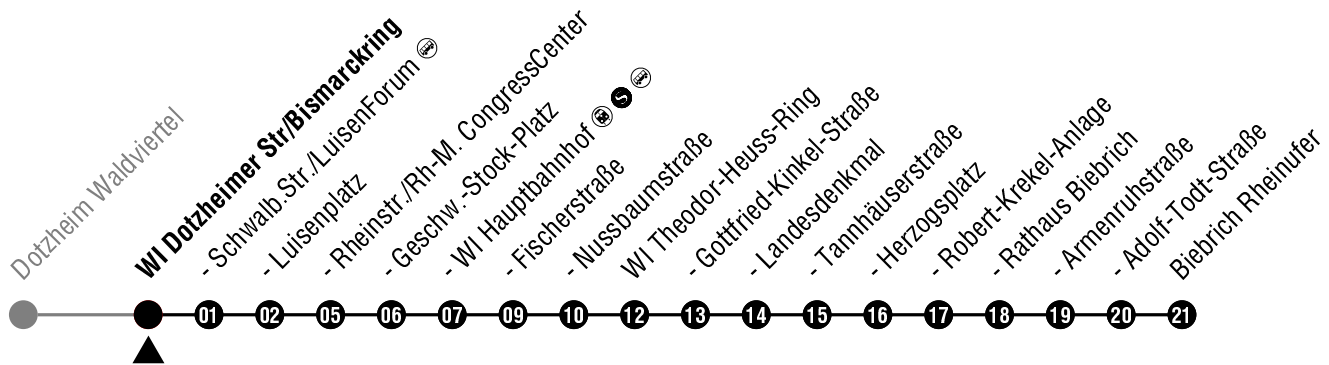 Dotzheim Waldviertel
WI Dotzheimer Str/Bismarckring
- Schwalb.Str./LuisenForum
- Luisenplatz
- Rheinstr./Rh-M. CongressCenter
- Geschw.-Stock-Platz
- WI Hauptbahnhof S
- Fischerstraße
- Nussbaumstraße
WI Theodor-Heuss-Ring
- Gottfried-Kinkel-Straße
- Landesdenkmal
- Tannhäuserstraße
- Herzogsplatz
- Robert-Krekel-Anlage
- Rathaus Biebrich
- Armenruhstraße
- Adolf-Todt-Straße
Biebrich Rheinufer
01 02 05 06 07 09 10 12 13 14 15 16 17 18 19 20 21